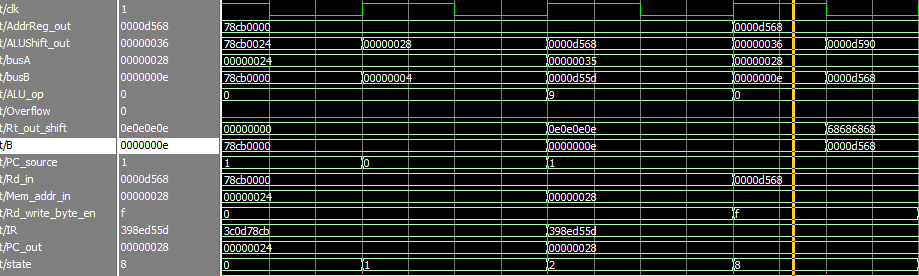 t/clk 1
t/AddrReg_out 0000d568 78cb0000 0000d568
t/ALUShift_out 00000036 78cb0024 00000028 0000d568 00000036 0000d590
t/busA 00000028 00000024 00000035 00000028
t/busB 0000000e 78cb0000 00000004 0000d55d 0000000e 0000d568
t/ALU_op 0 0 9 0
t/Overflow 0
t/Rt_out_shift 0e0e0e0e 00000000 0e0e0e0e 68686868
t/B 0000000e 78cb0000 0000000e 0000d568
t/PC_source 1 1 0 1
t/Rd_in 0000d568 78cb0000 0000d568
t/Mem_addr_in 00000028 00000024 00000028
t/Rd_write_byte_en f 0 f
t/IR 398ed55d 3c0d78cb 398ed55d
t/PC_out 00000028 00000024 00000028
t/state 8 0 1 2 8